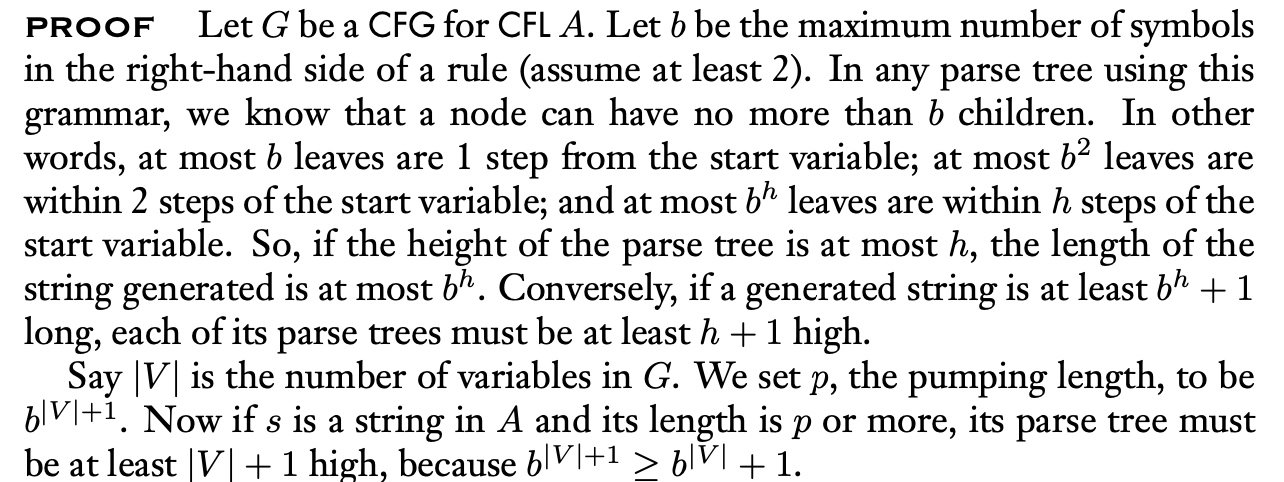 PROOF Let G be a CFG for CFL A. Let b be the maximum number of symbols
in the right-hand side of a rule (assume at least 2). In any parse tree using this
grammar, we know that a node can have no more than b children. In other
words, at most b leaves are 1 step from the start variable; at most b² leaves are
within 2 steps of the start variable; and at most bʰ leaves are within h steps of the
start variable. So, if the height of the parse tree is at most h, the length of the
string generated is at most bʰ. Conversely, if a generated string is at least bʰ + 1
long, each of its parse trees must be at least h + 1 high.
Say |V| is the number of variables in G. We set p, the pumping length, to be
b^{|V|+1}. Now if s is a string in A and its length is p or more, its parse tree must
be at least |V| + 1 high, because b^{|V|+1} ≥ b^{|V|} + 1.